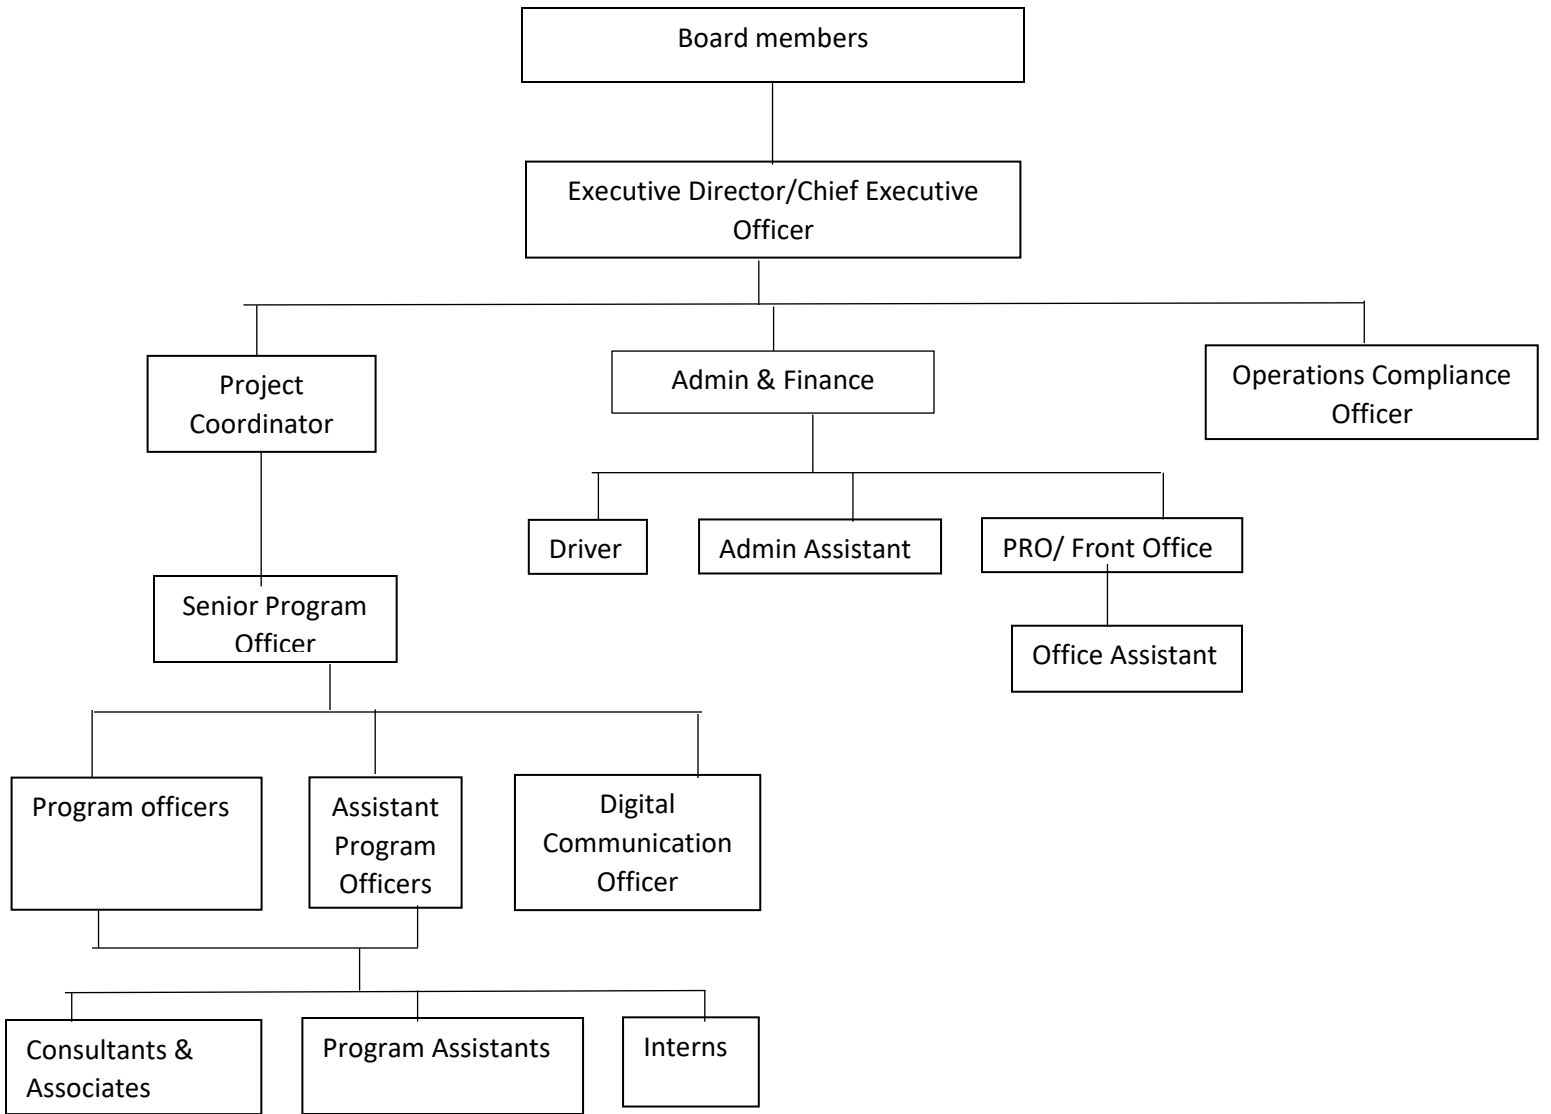 Board members
Executive Director/Chief Executive
Officer
Project
Coordinator
Admin & Finance
Operations Compliance
Officer
Driver
Admin Assistant
PRO/ Front Office
Senior Program
Officer
Office Assistant
Program officers
Assistant
Program
Officers
Digital
Communication
Officer
Consultants &
Associates
Program Assistants
Interns